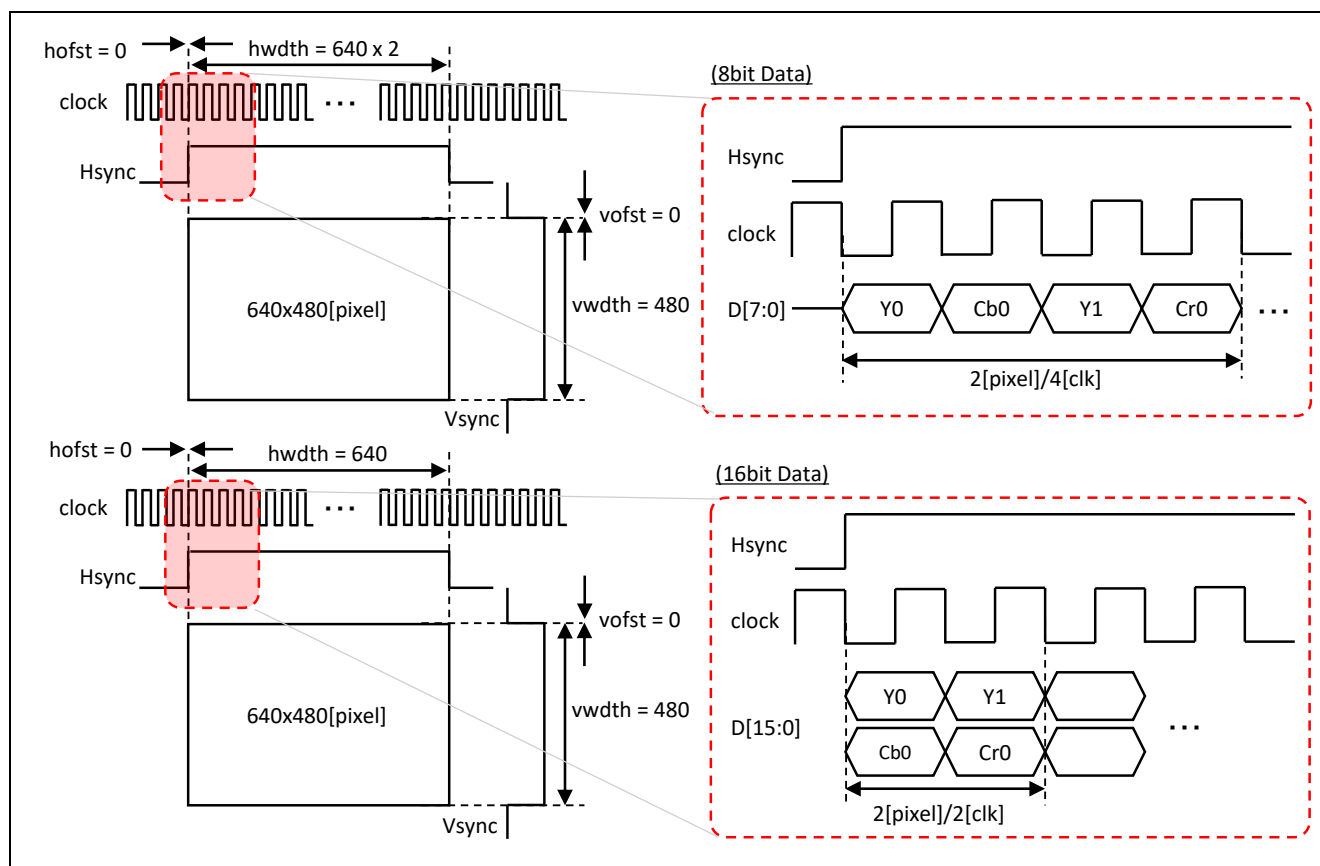 hofst = 0
hwdth = 640 x 2
clock
...
Hsync
vofst = 0
640x480[pixel]
vwdth = 480
Vsync
(8bit Data)
Hsync
clock
D[7:0]
Y0
Cb0
Y1
Cr0
...
2[pixel]/4[clk]
hofst = 0
hwdth = 640
clock
...
Hsync
vofst = 0
640x480[pixel]
vwdth = 480
Vsync
(16bit Data)
Hsync
clock
D[15:0]
Y0
Y1
...
Cb0
Cr0
2[pixel]/2[clk]